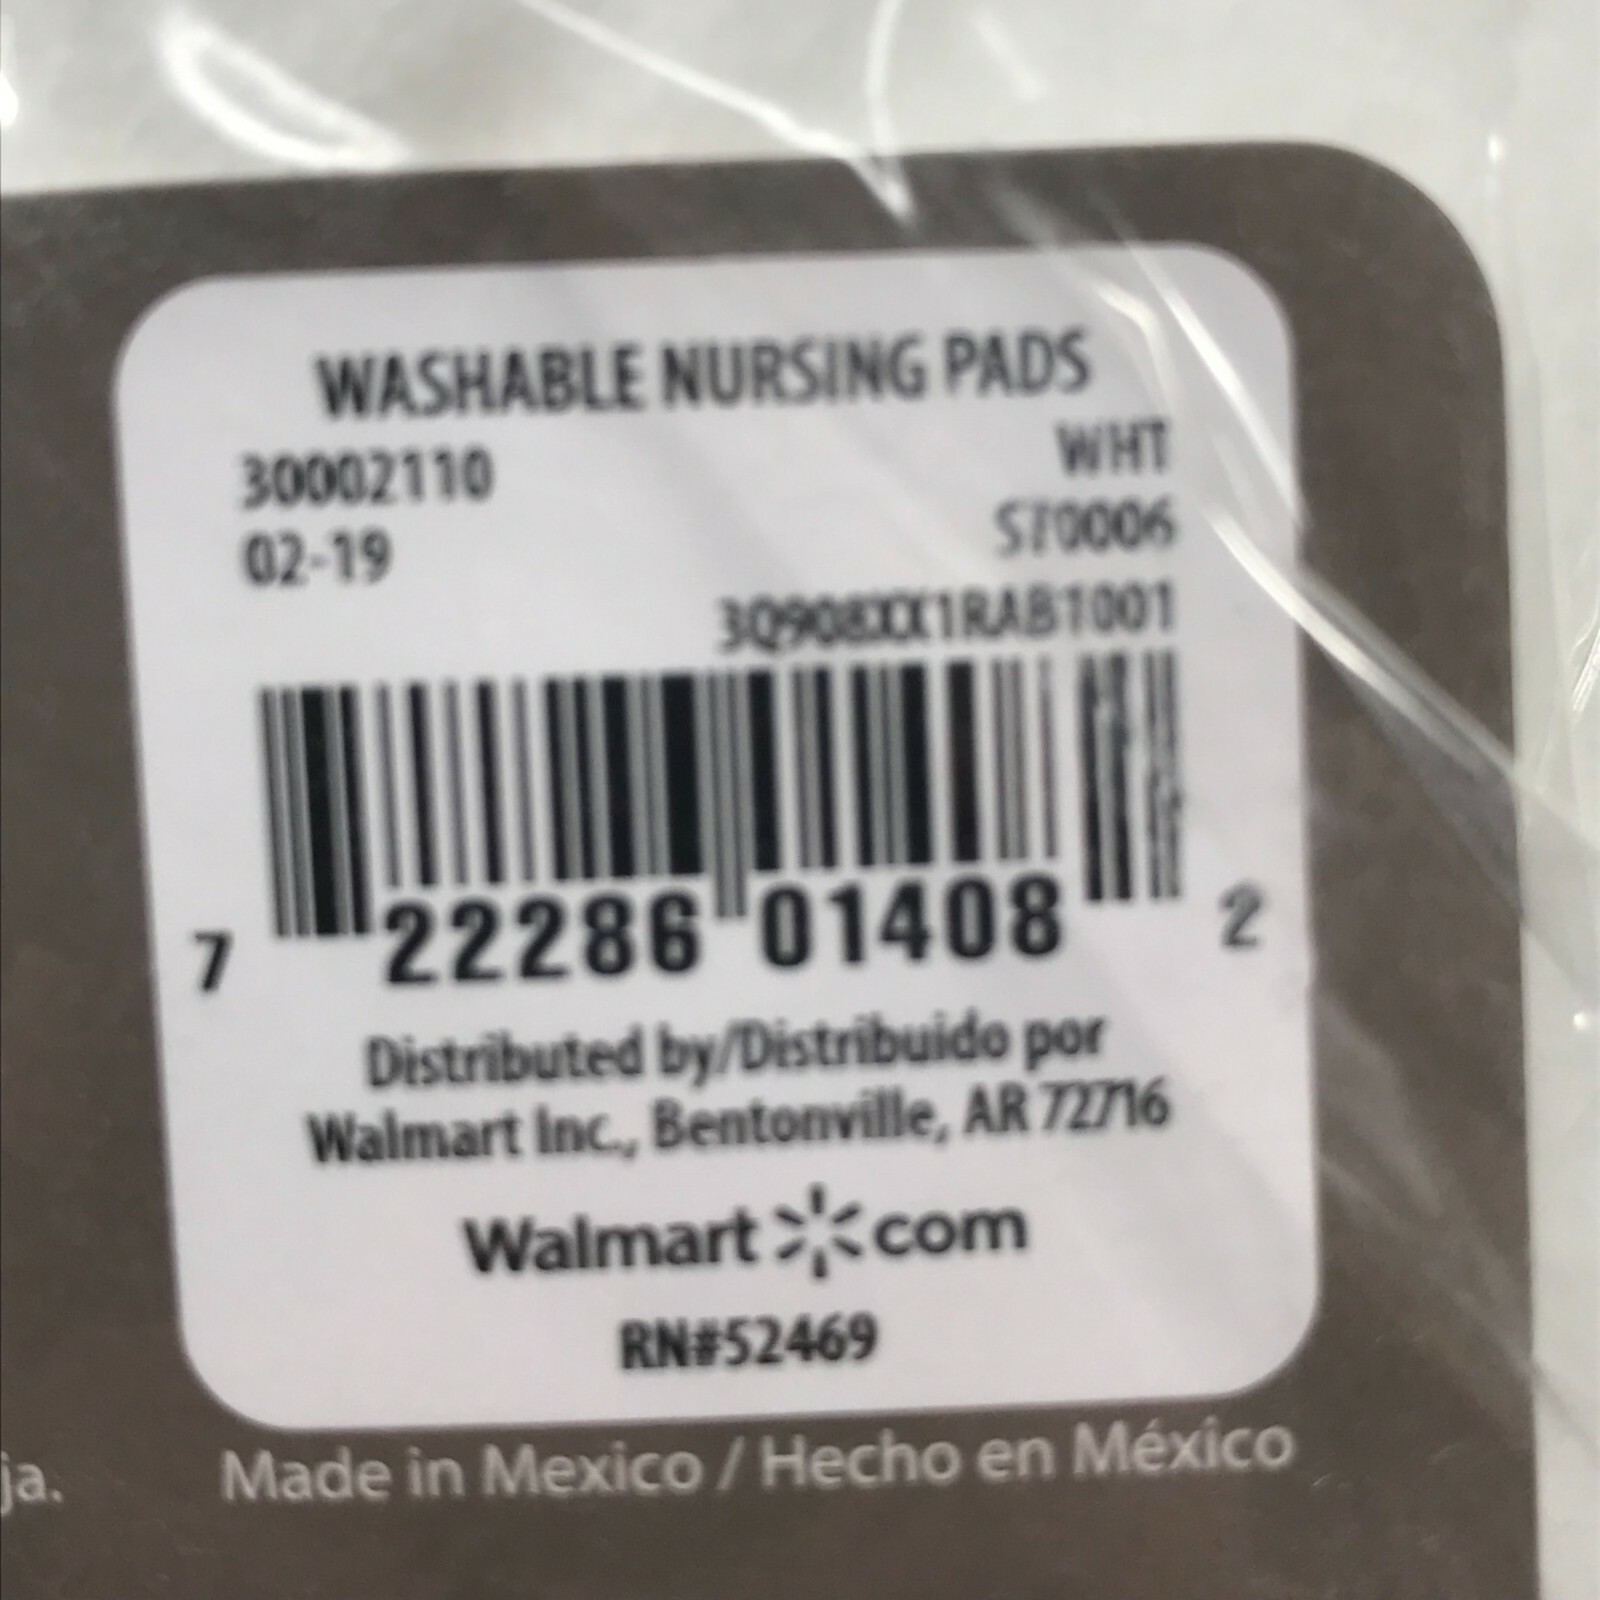 WASHABLE NURSING PADS
30002110 WHT
02-19 S70006
3Q908XX1RAB1001
7 22286 01408 2
Distributed by/Distribuido por
Walmart Inc., Bentonville, AR 72716
Walmart com
RN#52469
ja. Made in Mexico / Hecho en México